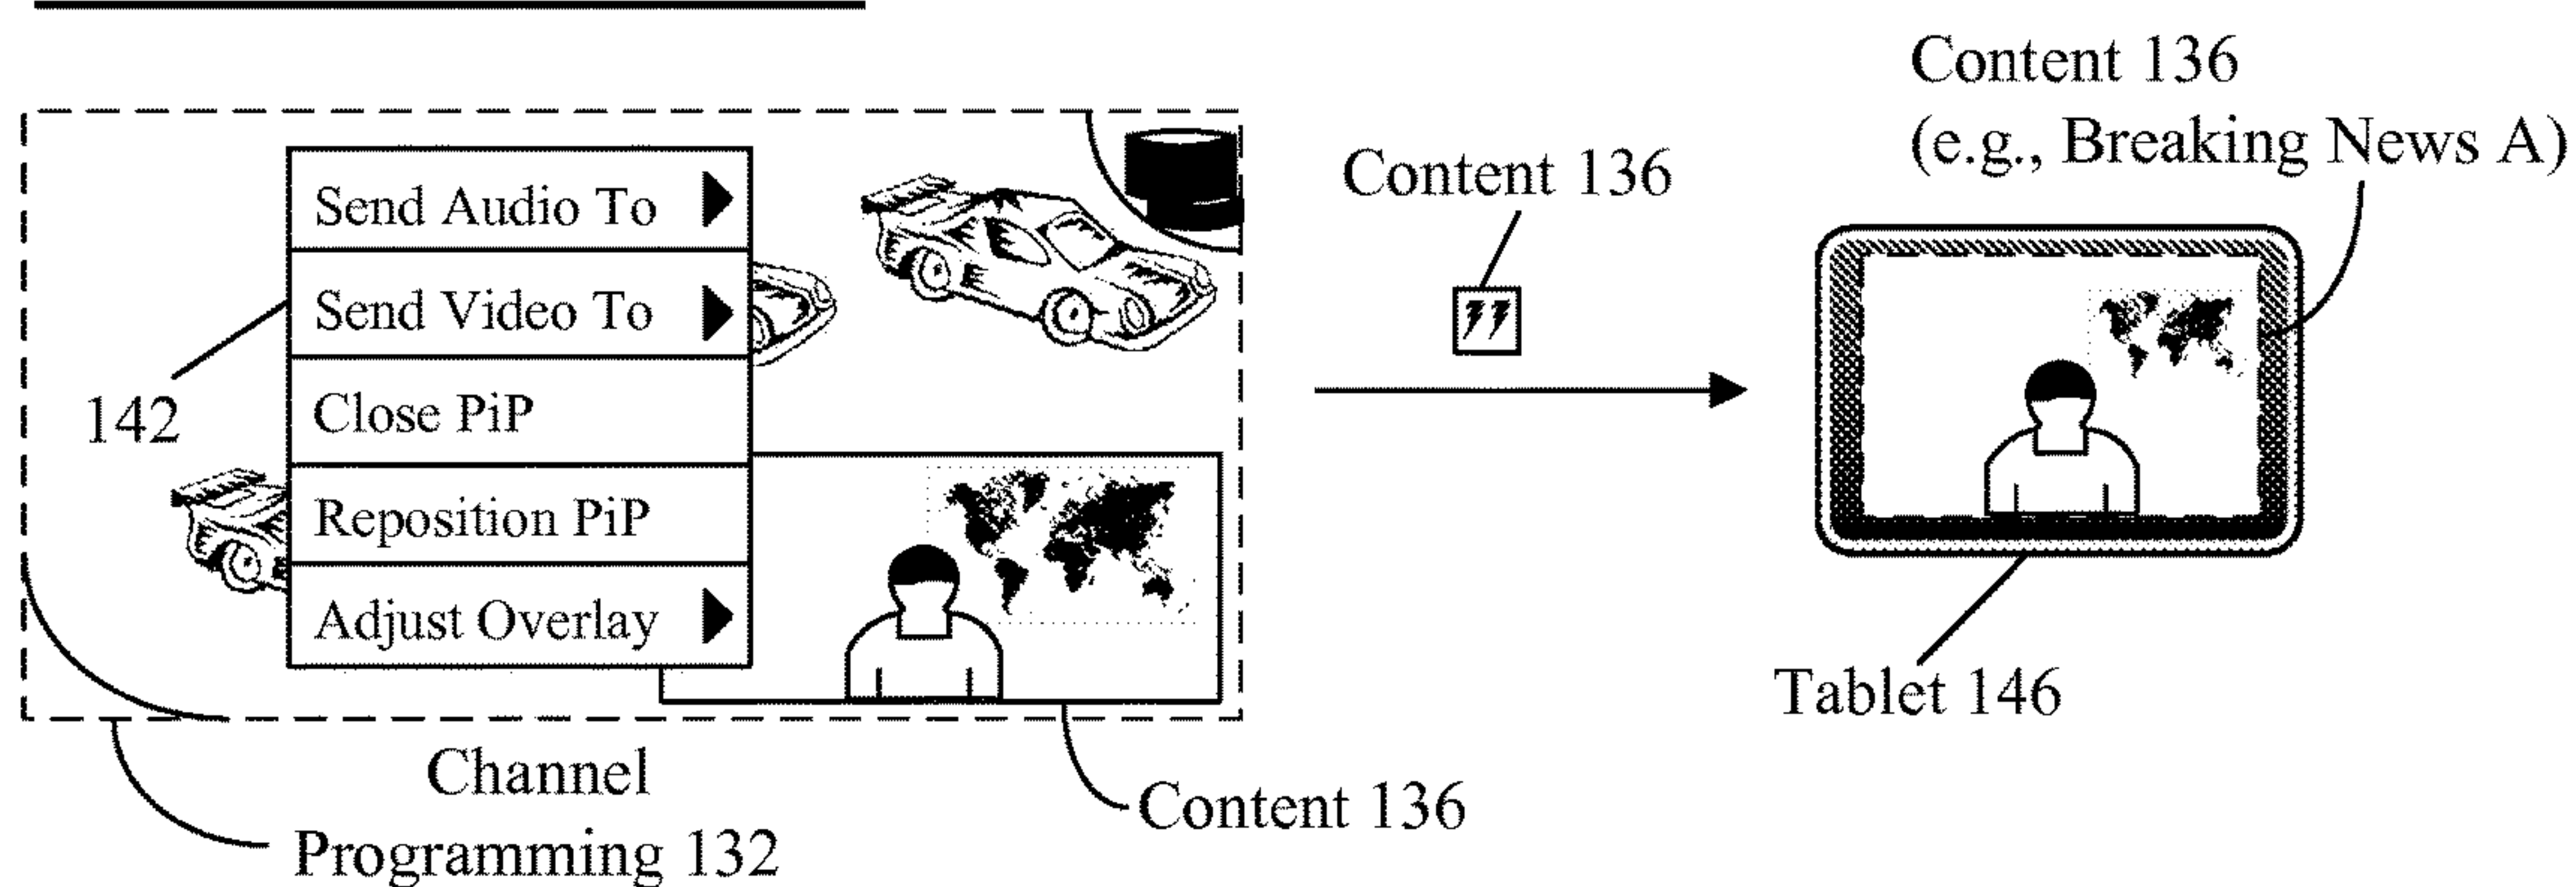 Send Audio To
Send Video To
Close PiP
Reposition PiP
Adjust Overlay
142
Channel
Programming 132
Content 136
Content 136
Content 136
(e.g., Breaking News A)
Tablet 146